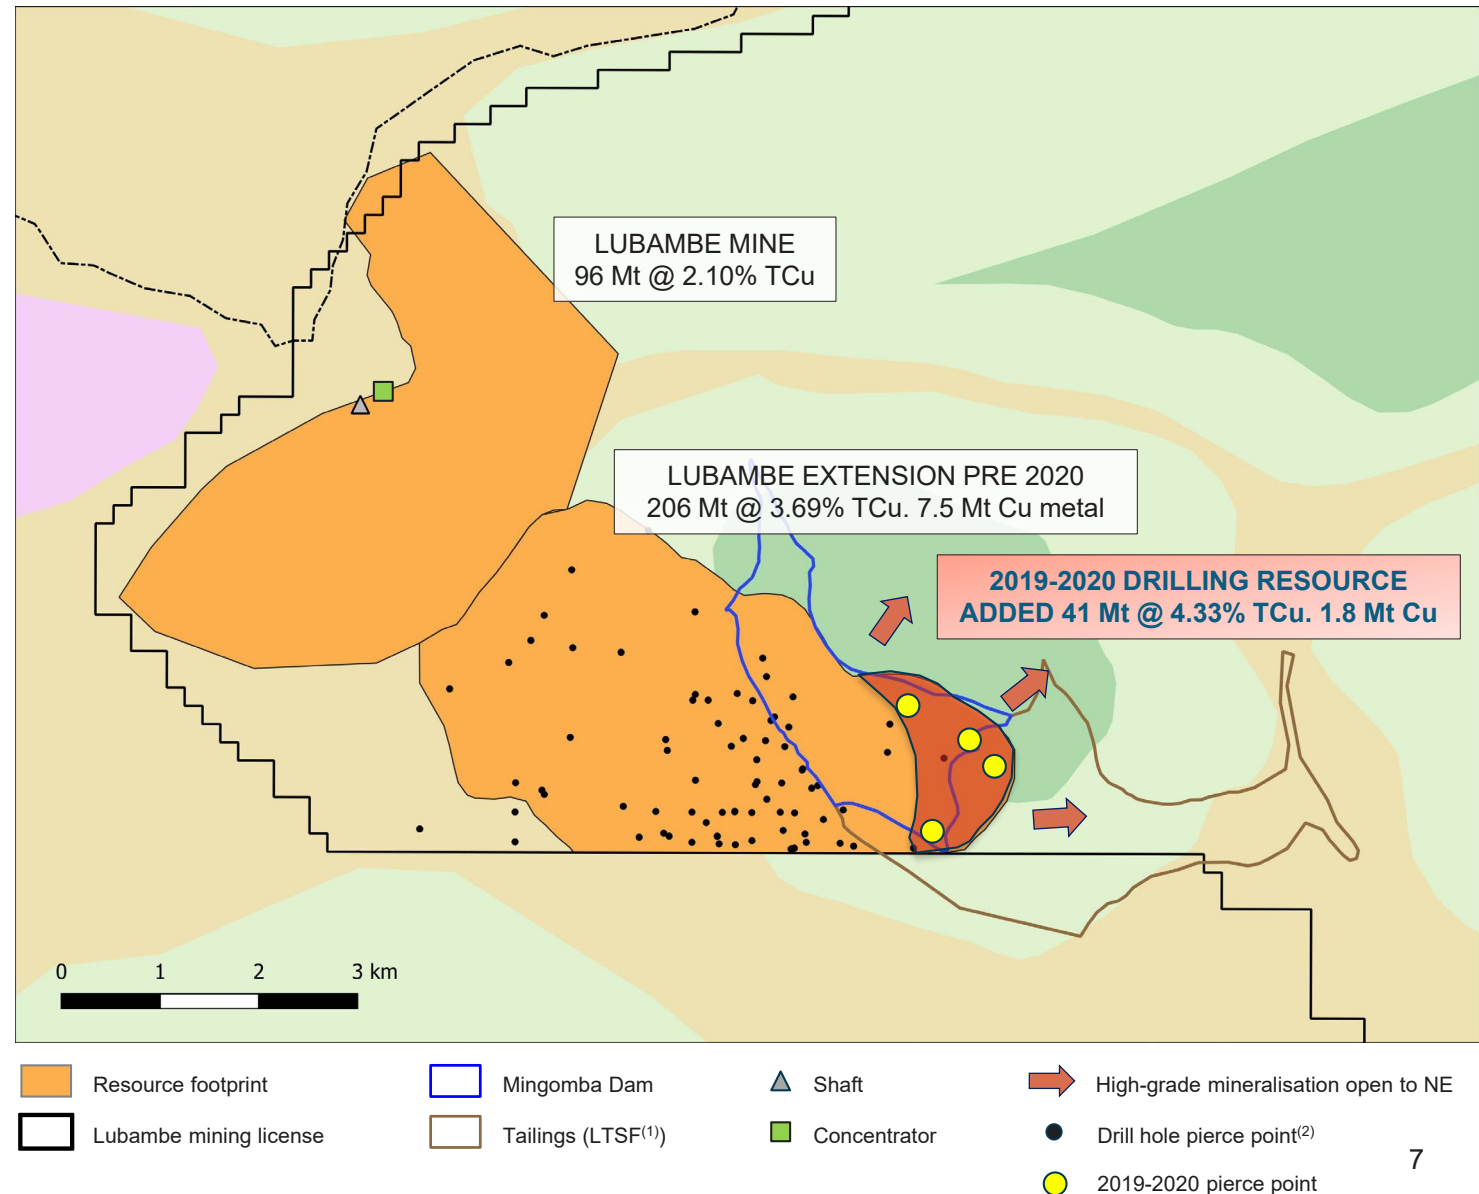 LUBAMBE MINE
96 Mt @ 2.10% TCu
LUBAMBE EXTENSION PRE 2020
206 Mt @ 3.69% TCu. 7.5 Mt Cu metal
2019-2020 DRILLING RESOURCE
ADDED 41 Mt @ 4.33% TCu. 1.8 Mt Cu
0 1 2 3 km
Resource footprint
Mingomba Dam
Shaft
High-grade mineralisation open to NE
Lubambe mining license
Tailings (LTSF(1))
Concentrator
Drill hole pierce point(2)
2019-2020 pierce point
7